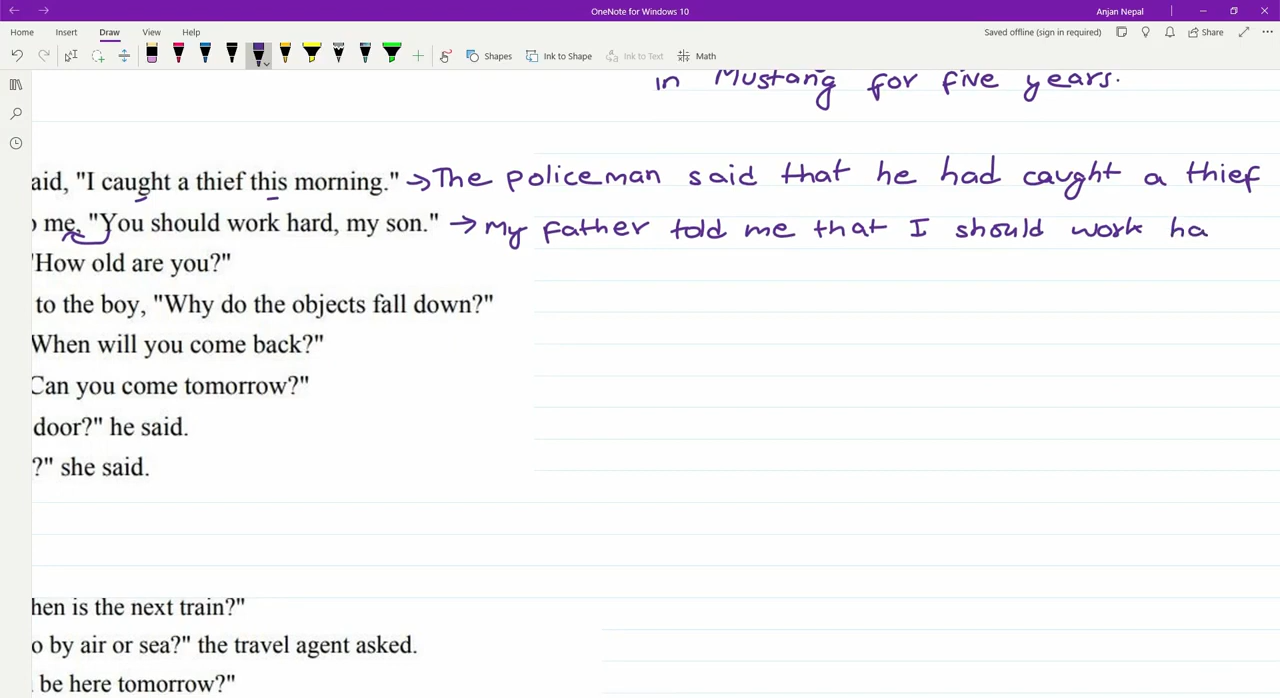 OneNote for Windows 10
Anjan Nepal
Home Insert Draw View Help
Saved offline (sign in required)
Share
Shapes
Ink to Shape
Ink to Text
Math
in Mustang for five years.
aid, "I caught a thief this morning." → The policeman said that he had caught a thief
o me, "You should work hard, my son." → My father told me that I should work ha
"How old are you?"
to the boy, "Why do the objects fall down?"
When will you come back?"
Can you come tomorrow?"
door?" he said.
?" she said.
hen is the next train?"
o by air or sea?" the travel agent asked.
be here tomorrow?"